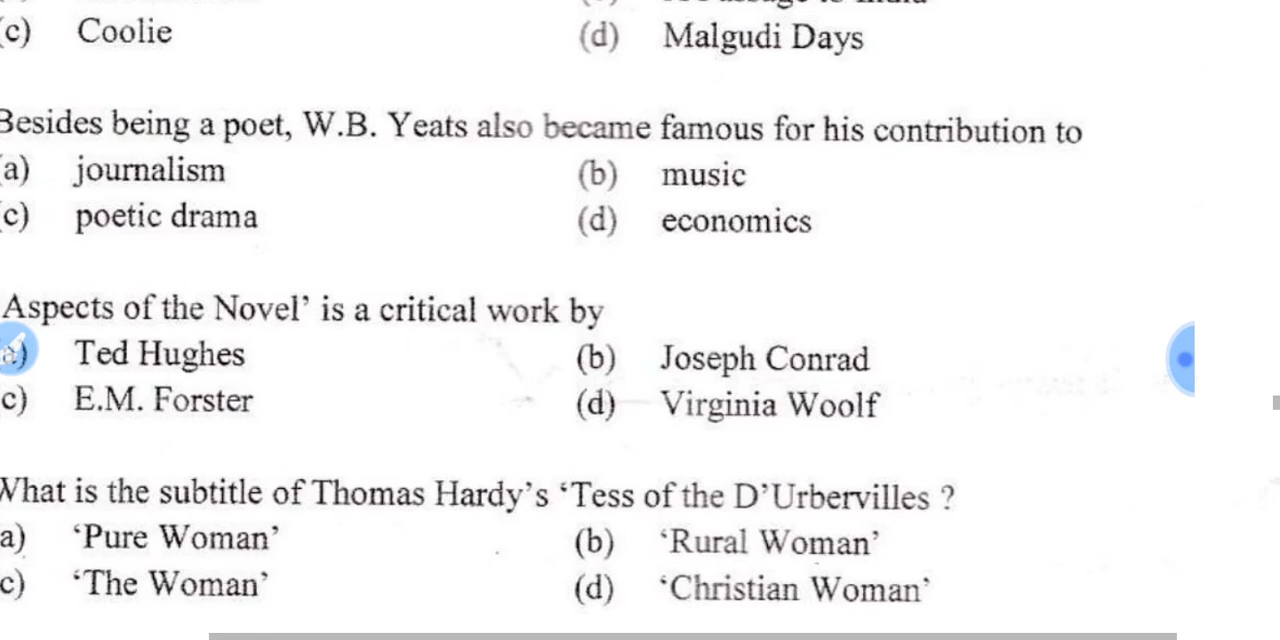 c) Coolie (d) Malgudi Days
Besides being a poet, W.B. Yeats also became famous for his contribution to
a) journalism (b) music
c) poetic drama (d) economics
Aspects of the Novel’ is a critical work by
a) Ted Hughes (b) Joseph Conrad
c) E.M. Forster (d) Virginia Woolf
What is the subtitle of Thomas Hardy’s ‘Tess of the D’Urbervilles ?
a) ‘Pure Woman’ (b) ‘Rural Woman’
c) ‘The Woman’ (d) ‘Christian Woman’